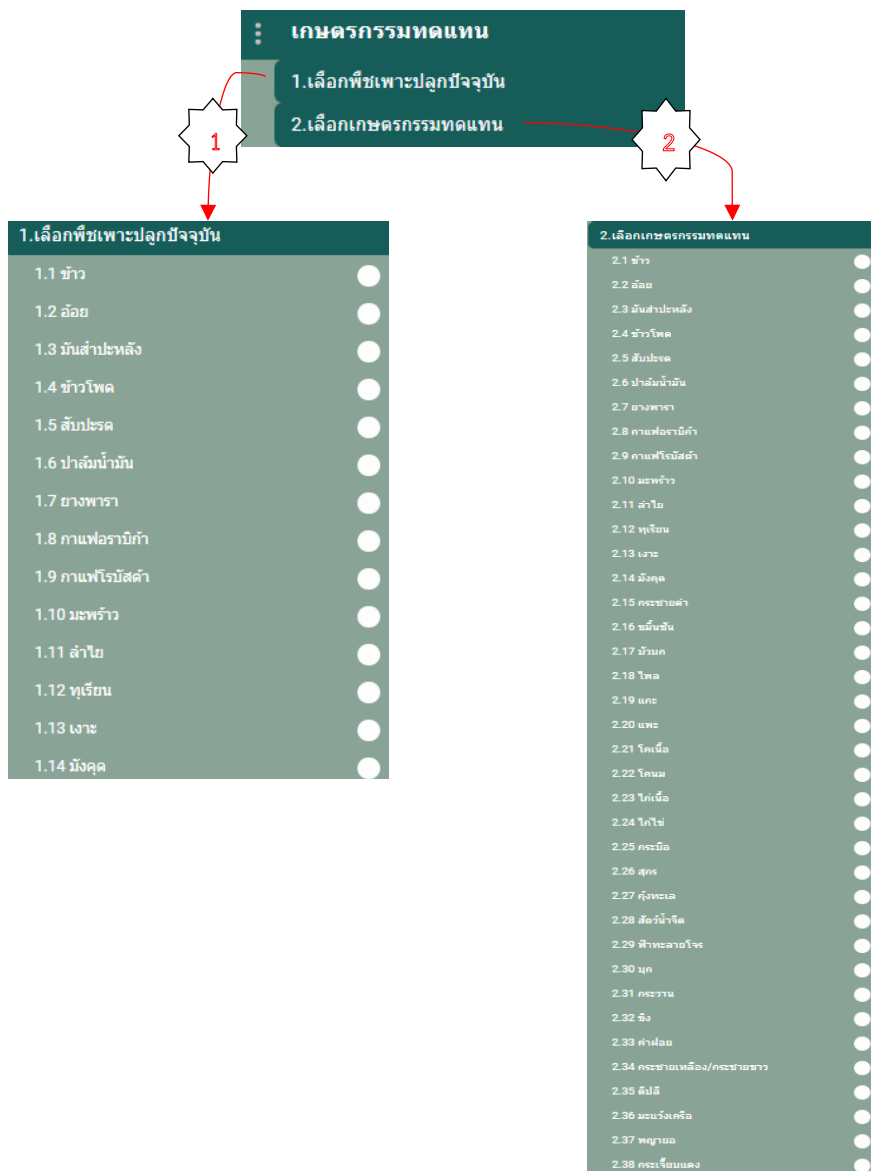 เกษตรกรรมทดแทน
1.เลือกพืชเพาะปลูกปัจจุบัน
2.เลือกเกษตรกรรมทดแทน
1
2
1.เลือกพืชเพาะปลูกปัจจุบัน
1.1 ข้าว
1.2 อ้อย
1.3 มันสำปะหลัง
1.4 ข้าวโพด
1.5 สับปะรด
1.6 ปาล์มน้ำมัน
1.7 ยางพารา
1.8 กาแฟอราบิก้า
1.9 กาแฟโรบัสต้า
1.10 มะพร้าว
1.11 ลำไย
1.12 ทุเรียน
1.13 เงาะ
1.14 มังคุด
2.เลือกเกษตรกรรมทดแทน
2.1 ข้าว
2.2 อ้อย
2.3 มันสำปะหลัง
2.4 ข้าวโพด
2.5 สับปะรด
2.6 ปาล์มน้ำมัน
2.7 ยางพารา
2.8 กาแฟอราบิก้า
2.9 กาแฟโรบัสต้า
2.10 มะพร้าว
2.11 ลำไย
2.12 ทุเรียน
2.13 เงาะ
2.14 มังคุด
2.15 กระชายดำ
2.16 ขมิ้นชัน
2.17 บัวบก
2.18 ไพล
2.19 แกะ
2.20 แพะ
2.21 โคเนื้อ
2.22 โคนม
2.23 ไก่เนื้อ
2.24 ไก่ไข่
2.25 กระบือ
2.26 สุกร
2.27 กุ้งทะเล
2.28 สัตว์น้ำจืด
2.29 ฟ้าทะลายโจร
2.30 บุก
2.31 กระวาน
2.32 ขิง
2.33 คำฝอย
2.34 กระชายเหลือง/กระชายขาว
2.35 ดีปลี
2.36 มะแว้งเครือ
2.37 พญายอ
2.38 กระเจี๊ยบแดง